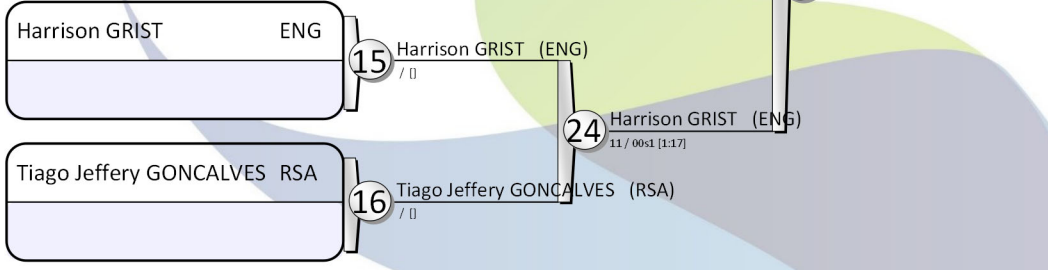 Harrison GRIST ENG
15
Harrison GRIST (ENG)
/ []
24
Harrison GRIST (ENG)
11 / 00s1 [1:17]
Tiago Jeffery GONCALVES RSA
16
Tiago Jeffery GONCALVES (RSA)
/ []